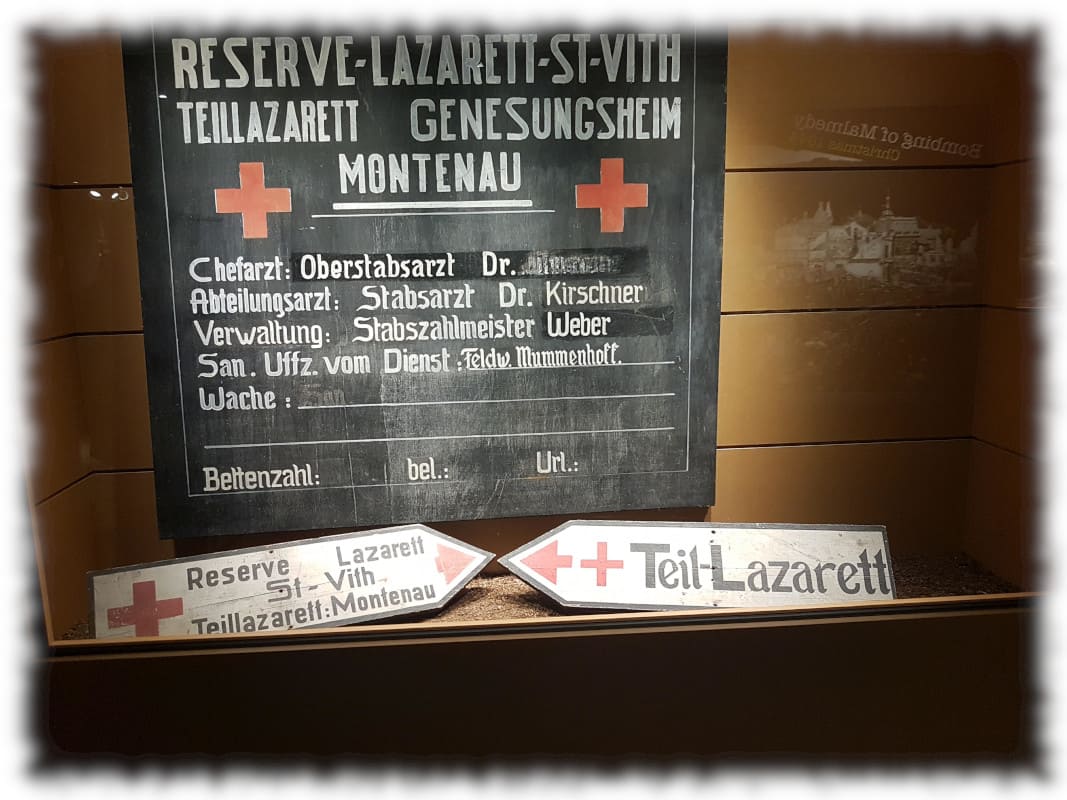 RESERVE-LAZARETT-ST-VITH
TEILLAZARETT GENESUNGSHEIM
MONTENAU
Chefarzt: Oberstabsarzt Dr.
Abteilungsarzt: Stabsarzt Dr. Kirschner
Verwaltung: Stabszahlmeister Weber
San. Uffz. vom Dienst: Feldw. Mummenhoff.
Wache :
Bettenzahl: bel.: Url.:
Reserve Lazarett
St-Vith
Teillazarett: Montenau
Teil-Lazarett
Bombing of Malmedy
Christmas